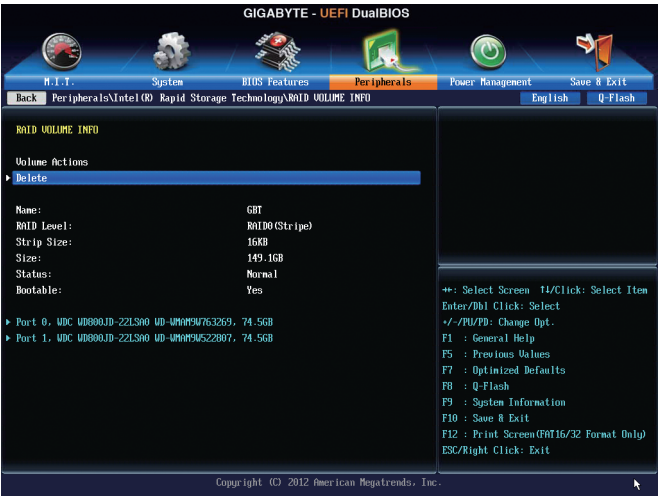 GIGABYTE - UEFI DualBIOS
M.I.T. System BIOS Features Peripherals Power Management Save & Exit
Back Peripherals\Intel(R) Rapid Storage Technology\RAID VOLUME INFO English Q-Flash
RAID VOLUME INFO
Volume Actions
Delete
Name: GBT
RAID Level: RAID0(Stripe)
Strip Size: 16KB
Size: 149.1GB
Status: Normal
Bootable: Yes
Port 0, WDC WD800JD-22LSA0 WD-WMAM9W763269, 74.5GB
Port 1, WDC WD800JD-22LSA0 WD-WMAM9W522807, 74.5GB
↔: Select Screen ↑↓/Click: Select Item
Enter/Dbl Click: Select
+/-/PU/PD: Change Opt.
F1 : General Help
F5 : Previous Values
F7 : Optimized Defaults
F8 : Q-Flash
F9 : System Information
F10 : Save & Exit
F12 : Print Screen(FAT16/32 Format Only)
ESC/Right Click: Exit
Copyright (C) 2012 American Megatrends, Inc.